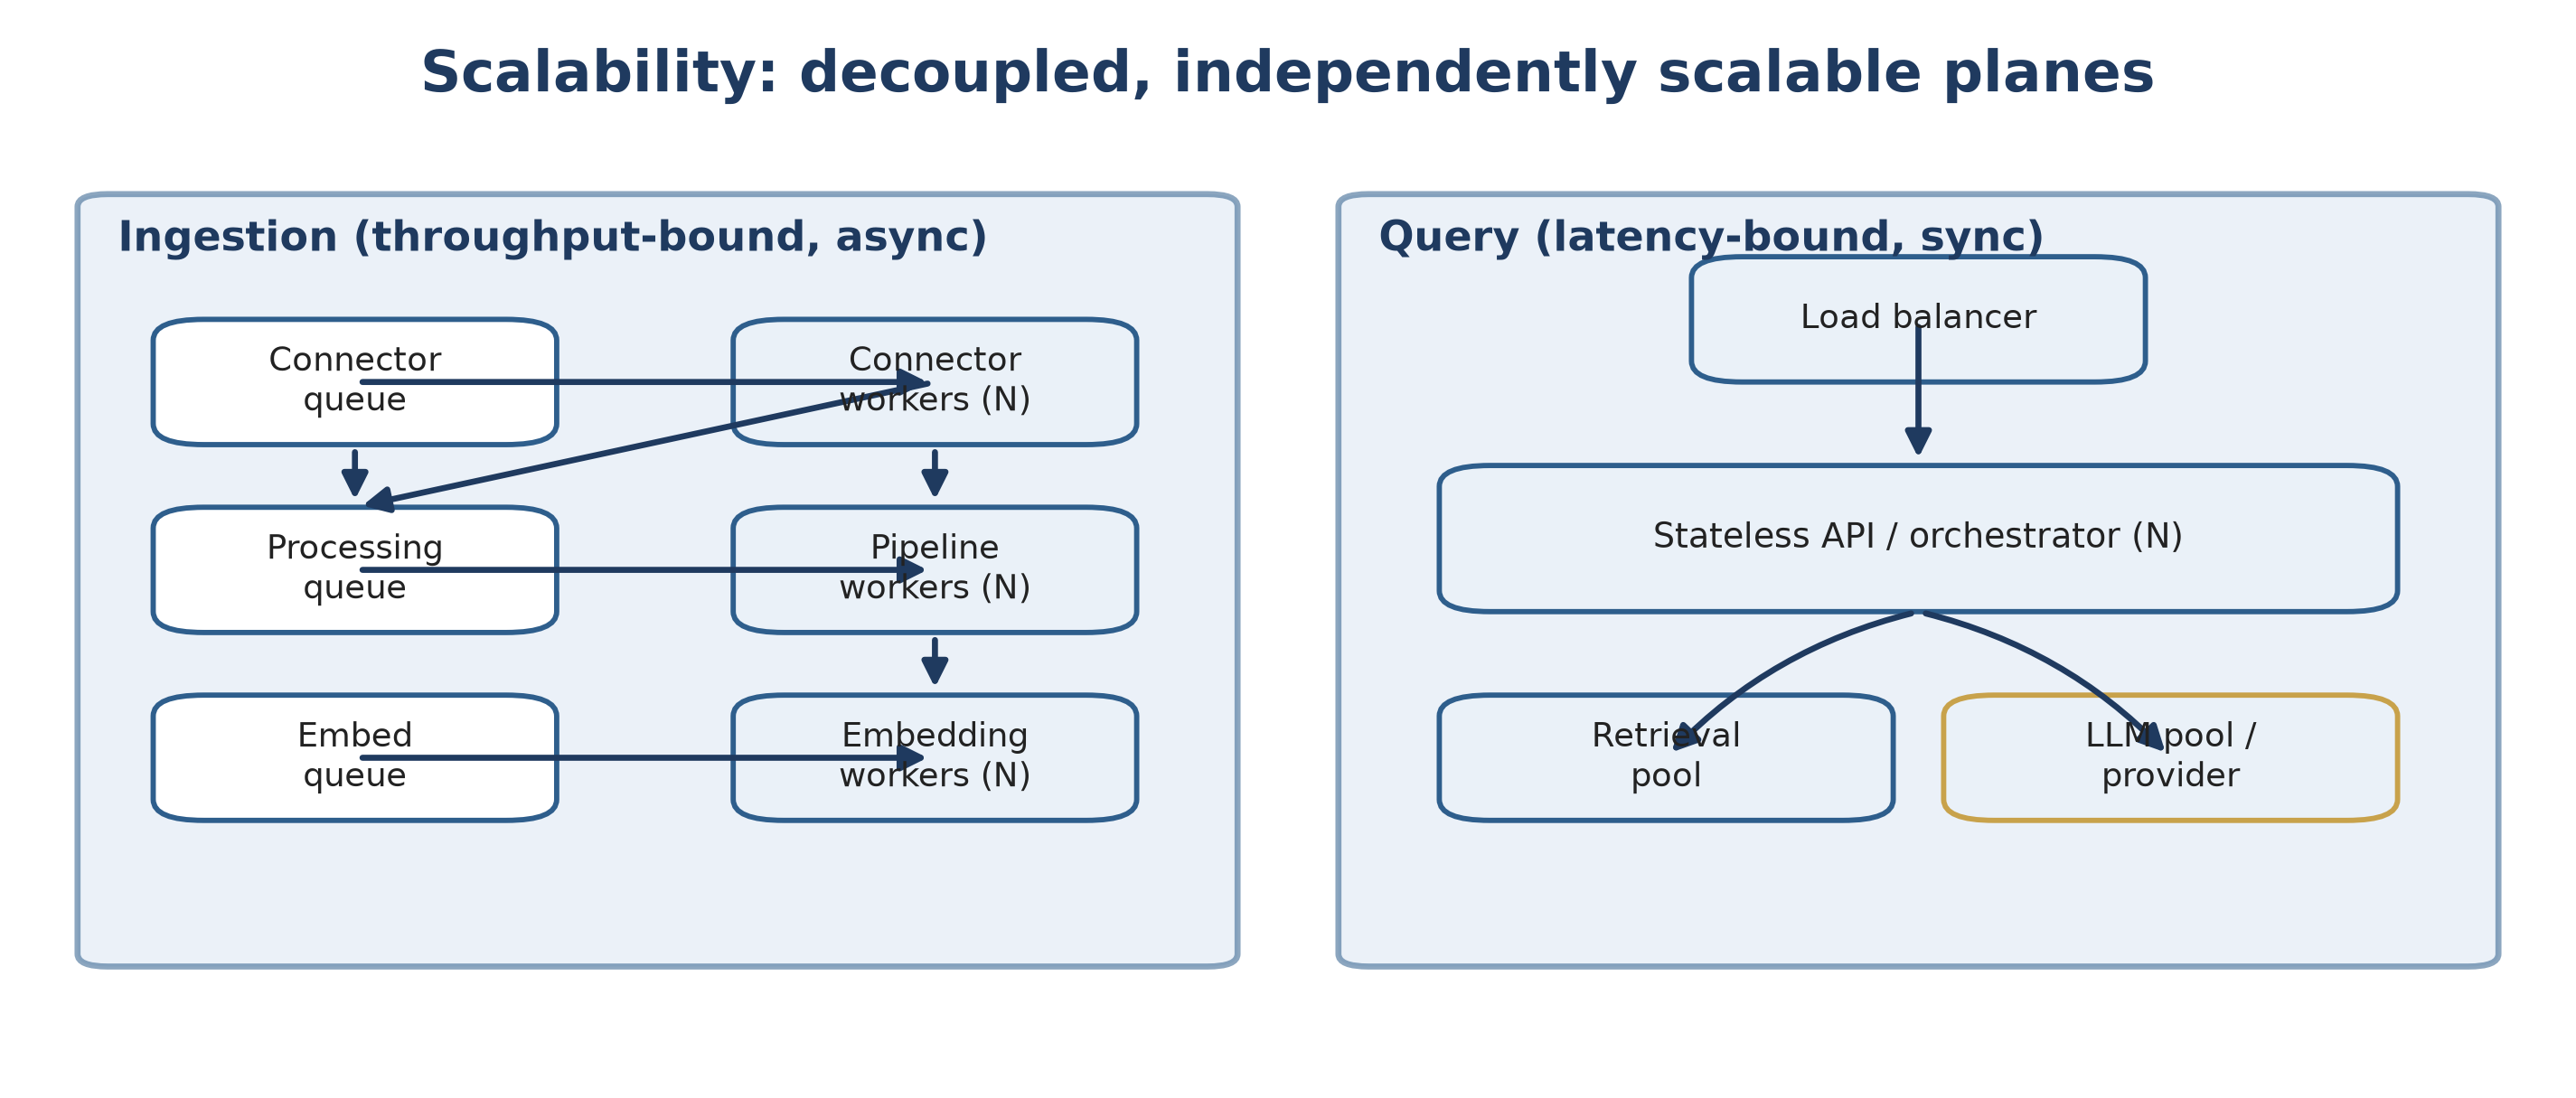 Scalability: decoupled, independently scalable planes
Ingestion (throughput-bound, async)
Connector
queue
Connector
workers (N)
Processing
queue
Pipeline
workers (N)
Embed
queue
Embedding
workers (N)
Query (latency-bound, sync)
Load balancer
Stateless API / orchestrator (N)
Retrieval
pool
LLM pool /
provider